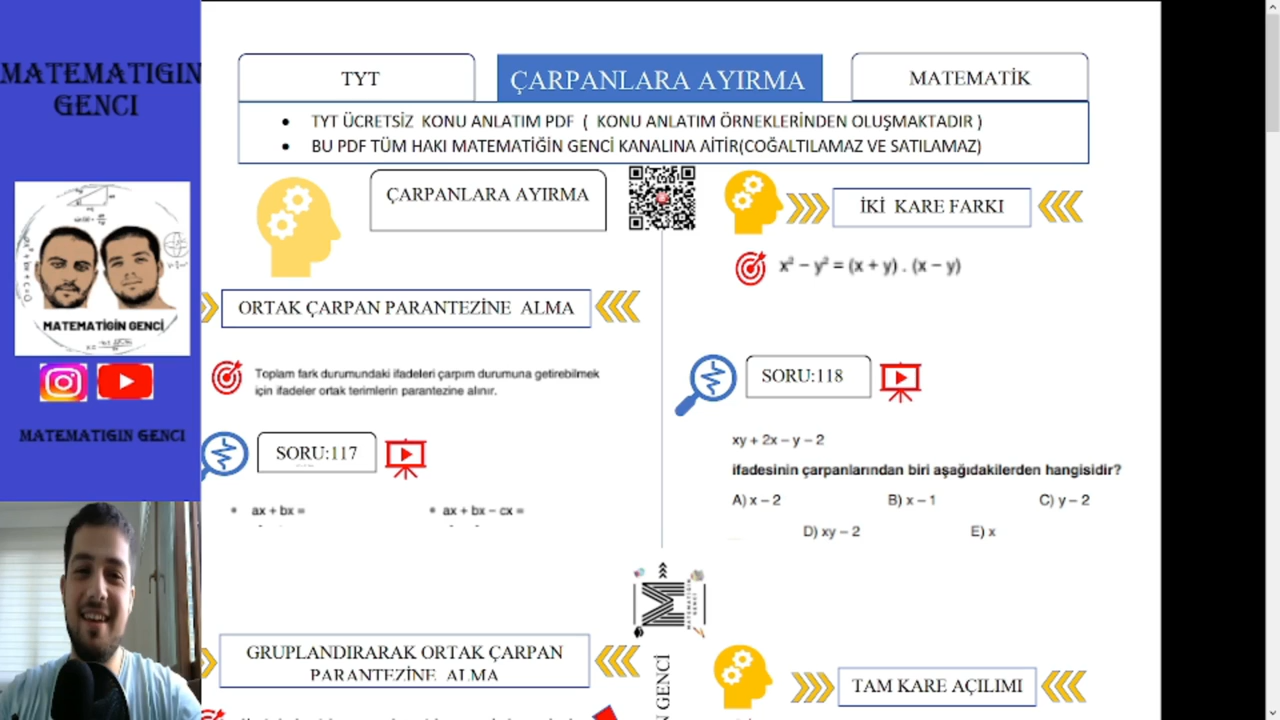 MATEMATIGIN
GENCI
MATEMATİGİN GENCİ
MATEMATIGIN GENCI
TYT
ÇARPANLARA AYIRMA
MATEMATİK
• TYT ÜCRETSİZ KONU ANLATIM PDF ( KONU ANLATIM ÖRNEKLERİNDEN OLUŞMAKTADIR )
• BU PDF TÜM HAKI MATEMATİĞİN GENCİ KANALINA AİTİR(COĞALTILAMAZ VE SATILAMAZ)
ÇARPANLARA AYIRMA
ORTAK ÇARPAN PARANTEZİNE ALMA
Toplam fark durumundaki ifadeleri çarpım durumuna getirebilmek
için ifadeler ortak terimlerin parantezine alınır.
SORU:117
• ax + bx =
• ax + bx − cx =
GRUPLANDIRARAK ORTAK ÇARPAN
PARANTEZİNE ALMA
İKİ KARE FARKI
x² − y² = (x + y) . (x − y)
SORU:118
xy + 2x − y − 2
ifadesinin çarpanlarından biri aşağıdakilerden hangisidir?
A) x − 2 B) x − 1 C) y − 2
D) xy − 2 E) x
GENCİ
TAM KARE AÇILIMI